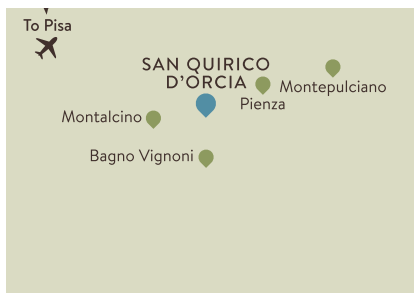 To Pisa
SAN QUIRICO
D'ORCIA
Montepulciano
Pienza
Montalcino
Bagno Vignoni